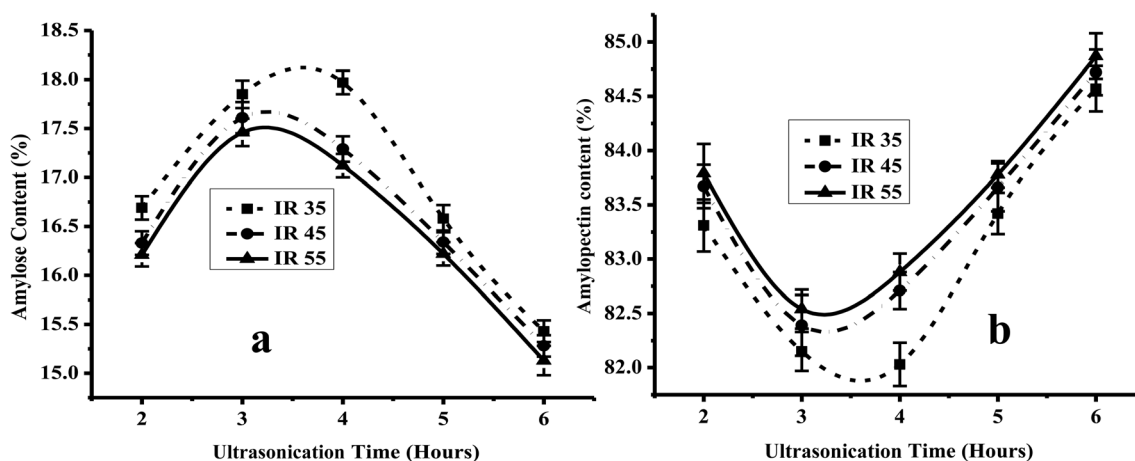 18.5
18.0
17.5
17.0
16.5
16.0
15.5
15.0
Amylose Content (%)
IR 35
IR 45
IR 55
a
2 3 4 5 6
Ultrasonication Time (Hours)
85.0
84.5
84.0
83.5
83.0
82.5
82.0
Amylopectin content (%)
IR 35
IR 45
IR 55
b
2 3 4 5 6
Ultrasonication Time (Hours)